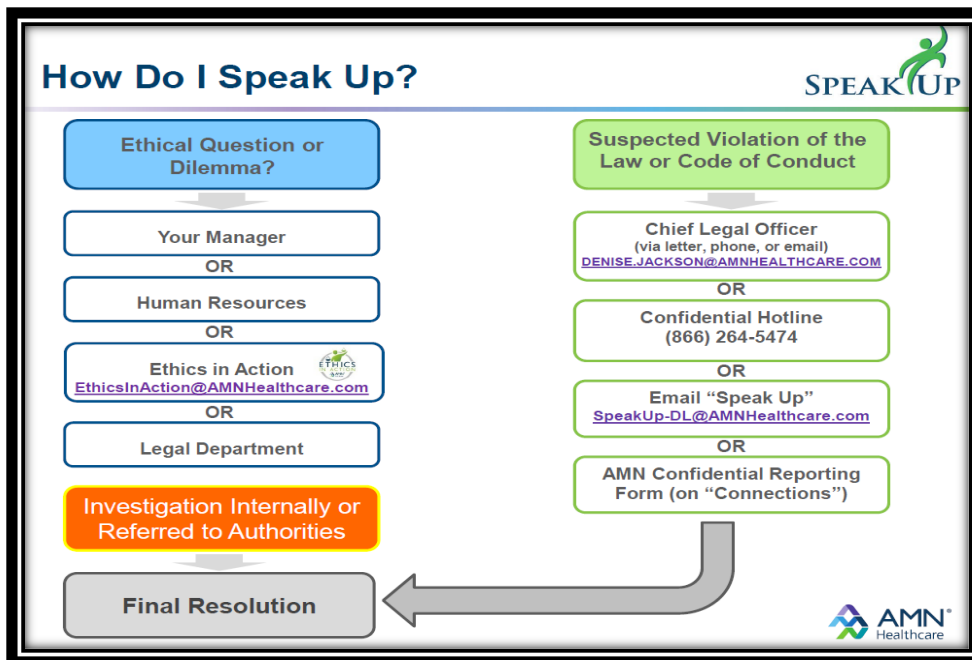 How Do I Speak Up?
SPEAK UP
Ethical Question or
Dilemma?
Your Manager
OR
Human Resources
OR
Ethics in Action
ETHICS
IN ACTION
EthicsInAction@AMNHealthcare.com
OR
Legal Department
Investigation Internally or
Referred to Authorities
Final Resolution
Suspected Violation of the
Law or Code of Conduct
Chief Legal Officer
(via letter, phone, or email)
DENISE.JACKSON@AMNHEALTHCARE.COM
OR
Confidential Hotline
(866) 264-5474
OR
Email “Speak Up”
SpeakUp-DL@AMNHealthcare.com
OR
AMN Confidential Reporting
Form (on “Connections”)
AMN®
Healthcare